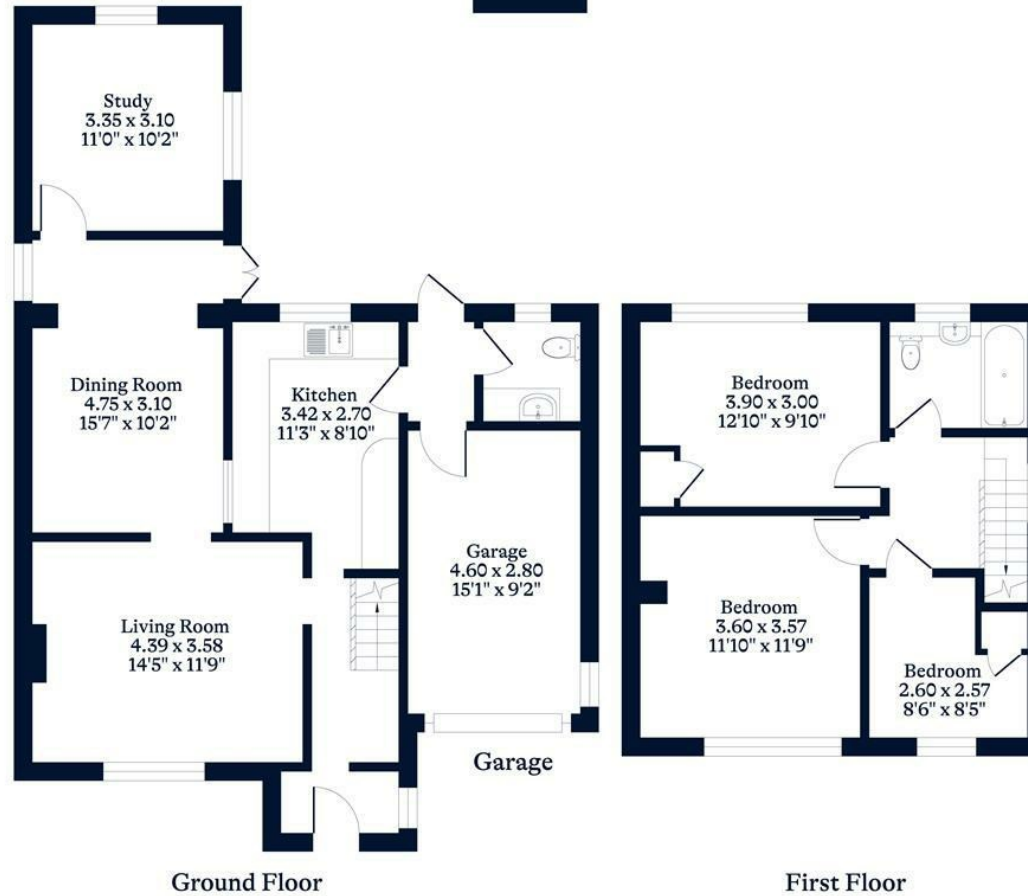 Study
3.35 x 3.10
11'0" x 10'2"
Dining Room
4.75 x 3.10
15'7" x 10'2"
Kitchen
3.42 x 2.70
11'3" x 8'10"
Living Room
4.39 x 3.58
14'5" x 11'9"
Garage
4.60 x 2.80
15'1" x 9'2"
Garage
Ground Floor
Bedroom
3.90 x 3.00
12'10" x 9'10"
Bedroom
3.60 x 3.57
11'10" x 11'9"
Bedroom
2.60 x 2.57
8'6" x 8'5"
First Floor